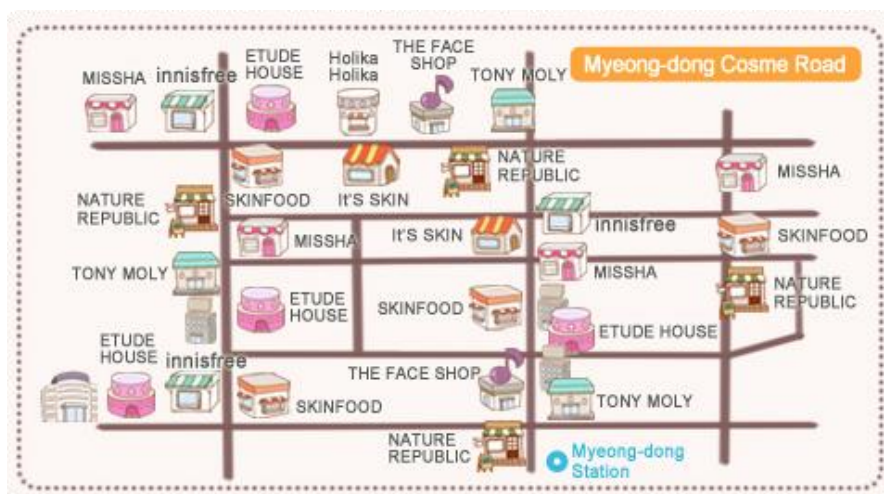 Myeong-dong Cosme Road
MISSHA
innisfree
ETUDE
HOUSE
Holika
Holika
THE FACE
SHOP
TONY MOLY
NATURE
REPUBLIC
SKINFOOD
It'S SKIN
NATURE
REPUBLIC
MISSHA
MISSHA
It'S SKIN
innisfree
SKINFOOD
TONY MOLY
MISSHA
ETUDE
HOUSE
SKINFOOD
NATURE
REPUBLIC
ETUDE HOUSE
ETUDE
HOUSE
innisfree
SKINFOOD
THE FACE SHOP
TONY MOLY
NATURE
REPUBLIC
Myeong-dong
Station